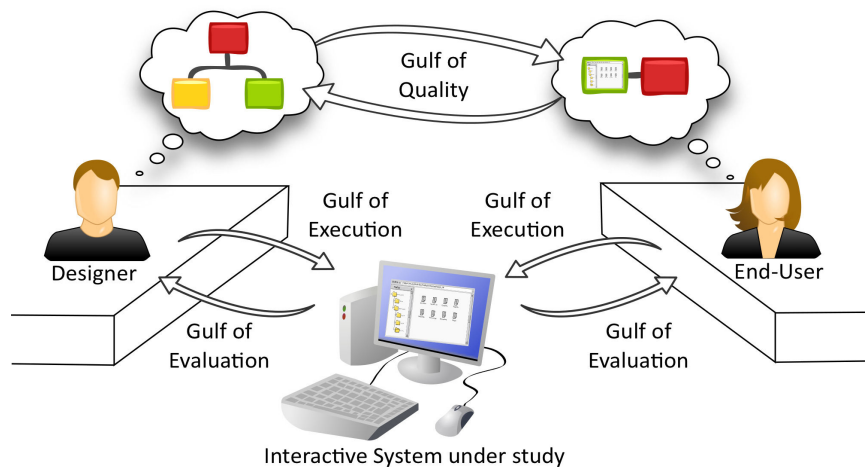 Gulf of
Quality
Gulf of
Execution
Gulf of
Execution
Designer
End-User
Gulf of
Evaluation
Gulf of
Evaluation
Interactive System under study